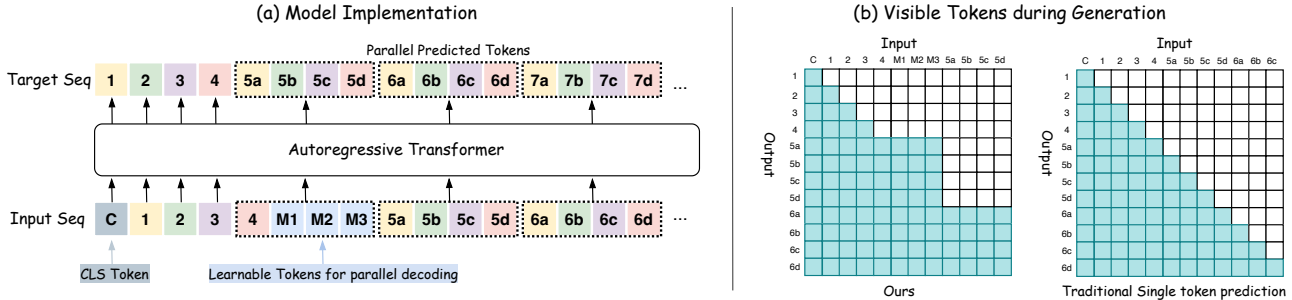 (a) Model Implementation
Parallel Predicted Tokens
Target Seq 1 2 3 4 5a 5b 5c 5d 6a 6b 6c 6d 7a 7b 7c 7d ...
Autoregressive Transformer
Input Seq C 1 2 3 4 M1 M2 M3 5a 5b 5c 5d 6a 6b 6c 6d ...
CLS Token
Learnable Tokens for parallel decoding
(b) Visible Tokens during Generation
Input
C 1 2 3 4 M1 M2 M3 5a 5b 5c 5d
Output
1
2
3
4
5a
5b
5c
5d
6a
6b
6c
6d
Ours
Input
C 1 2 3 4 5a 5b 5c 5d 6a 6b 6c
Output
1
2
3
4
5a
5b
5c
5d
6a
6b
6c
6d
Traditional Single token prediction